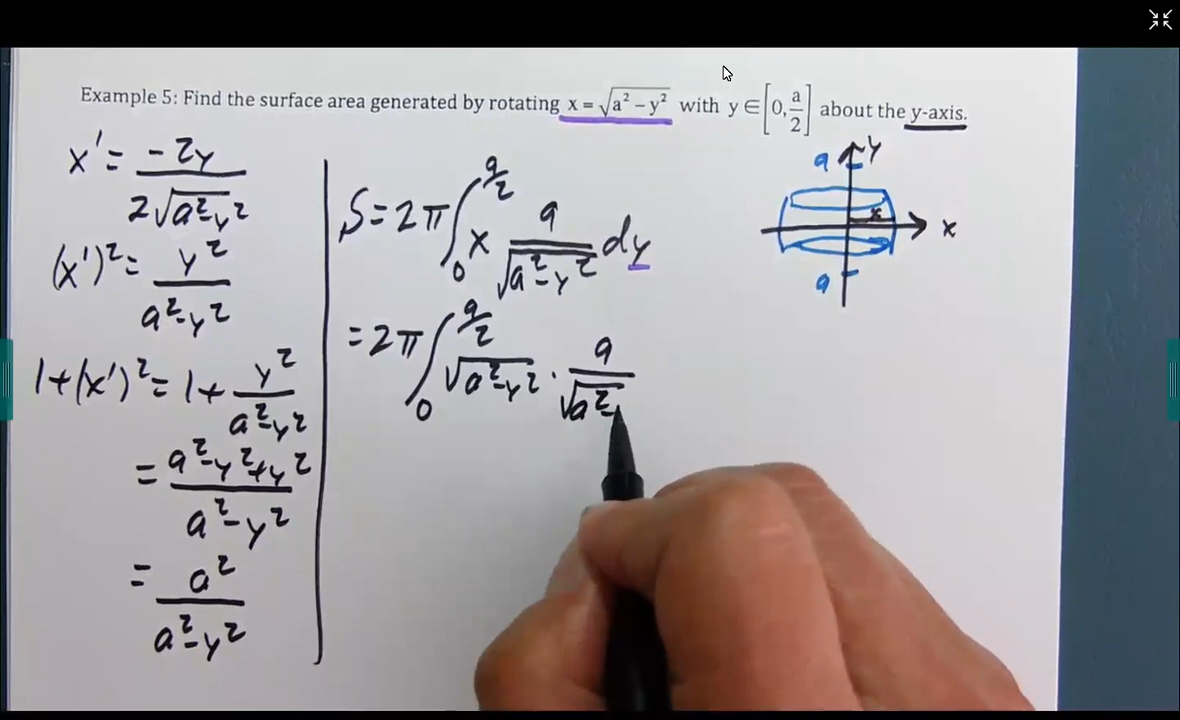 Example 5: Find the surface area generated by rotating x = √(a² − y²) with y ∈ [0, a/2] about the y-axis.
x' = −2y / 2√(a²−y²)
(x')² = y² / a²−y²
1+(x')² = 1 + y² / a²−y²
= a²−y²+y² / a²−y²
= a² / a²−y²
S = 2π ∫₀^(a/2) x a / √(a²−y²) dy
= 2π ∫₀^(a/2) √(a²−y²) · a / √(a²−
a
y
x
x
a